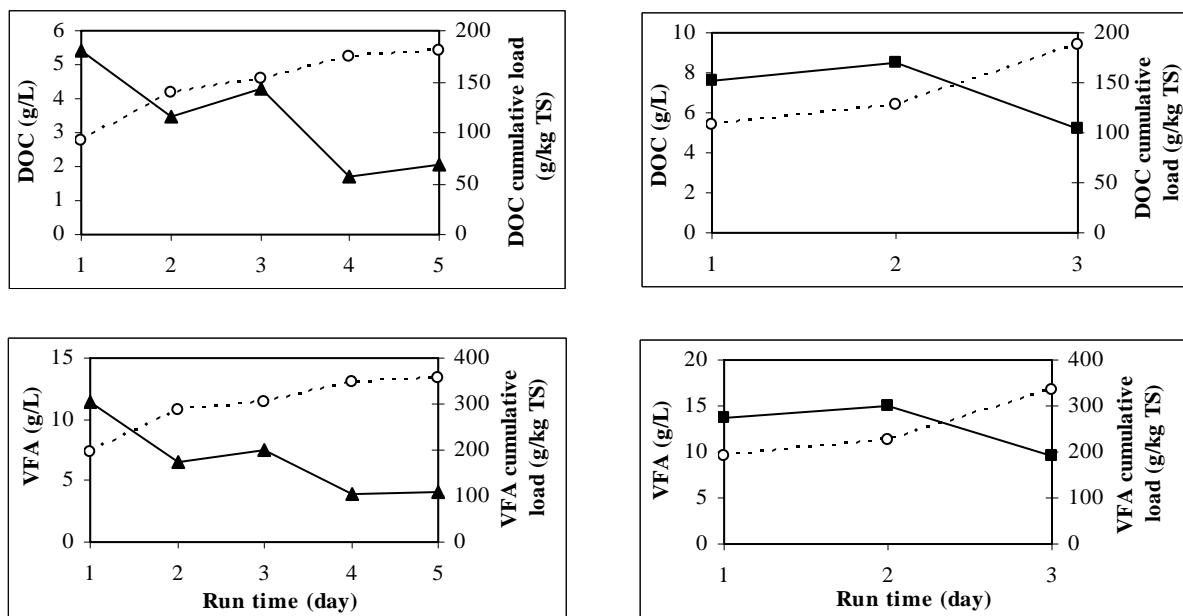 DOC (g/L)
6
5
4
3
2
1
0
200
150
100
50
0
DOC cumulative load
(g/kg TS)
1 2 3 4 5
DOC (g/L)
10
8
6
4
2
0
200
150
100
50
0
DOC cumulative
load (g/kg TS)
1 2 3
VFA (g/L)
15
10
5
0
400
300
200
100
0
VFA cumulative
load (g/kg TS)
1 2 3 4 5
Run time (day)
VFA (g/L)
20
15
10
5
0
400
300
200
100
0
VFA cumulative
load (g/kg TS)
1 2 3
Run time (day)